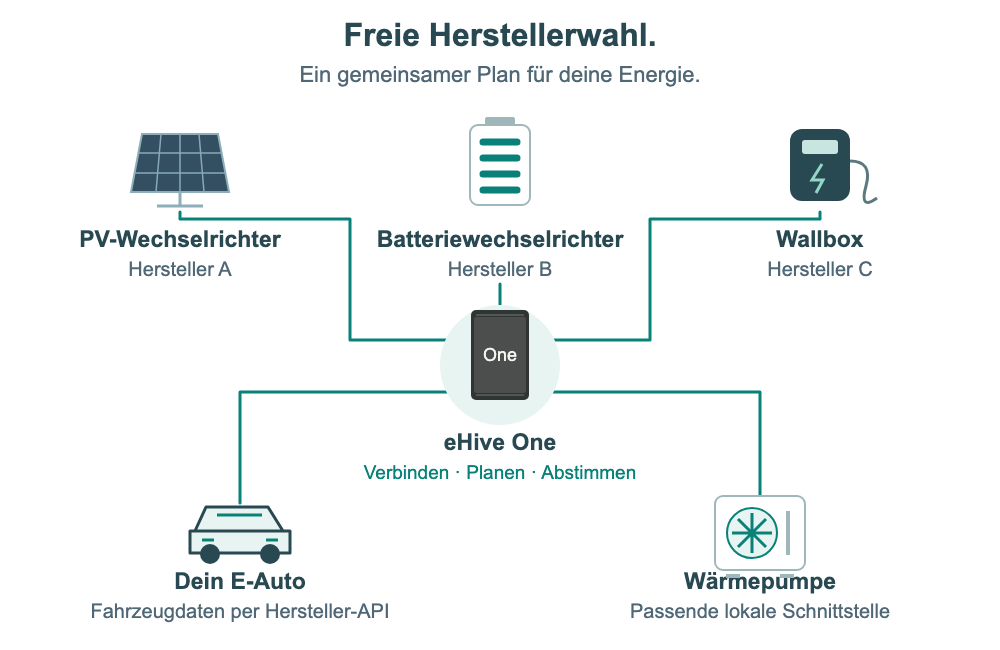 Freie Herstellerwahl.
Ein gemeinsamer Plan für deine Energie.
PV-Wechselrichter
Hersteller A
Batteriewechselrichter
Hersteller B
Wallbox
Hersteller C
One
eHive One
Verbinden · Planen · Abstimmen
Dein E-Auto
Fahrzeugdaten per Hersteller-API
Wärmepumpe
Passende lokale Schnittstelle